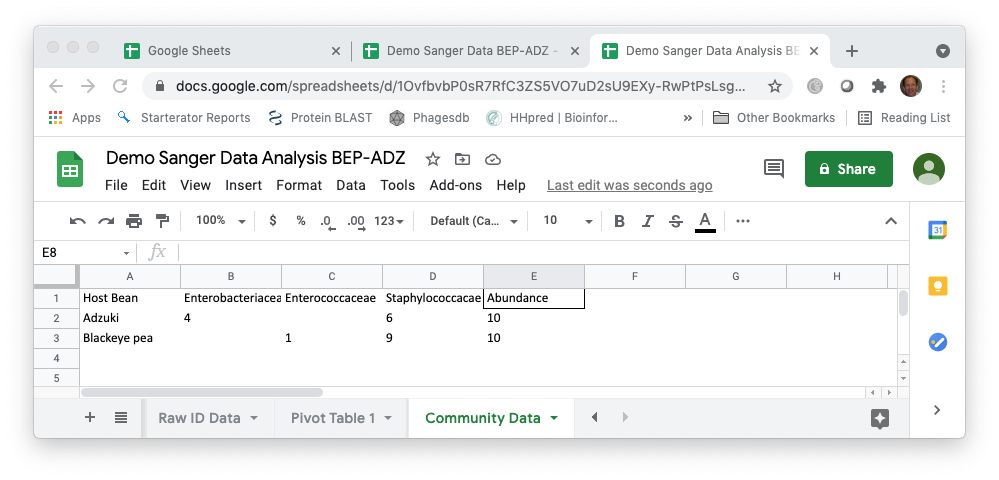 Google Sheets × Demo Sanger Data BEP-ADZ - × Demo Sanger Data Analysis BE × +
docs.google.com/spreadsheets/d/1OvfbvbP0sR7RfC3ZS5VO7uD2sU9EXy-RwPtPsLsg...
Apps Starterator Reports Protein BLAST Phagesdb HHpred | Bioinfor... » Other Bookmarks Reading List
Demo Sanger Data Analysis BEP-ADZ
File Edit View Insert Format Data Tools Add-ons Help Last edit was seconds ago
Share
100% $ % .0 .00 123 Default (Ca... 10 B I S A ...
31
E8 fx
A B C D E F G H
1 Host Bean Enterobacteriacea Enterococcaceae Staphylococcacae Abundance
2 Adzuki 4 6 10
3 Blackeye pea 1 9 10
4
5
+ Raw ID Data Pivot Table 1 Community Data